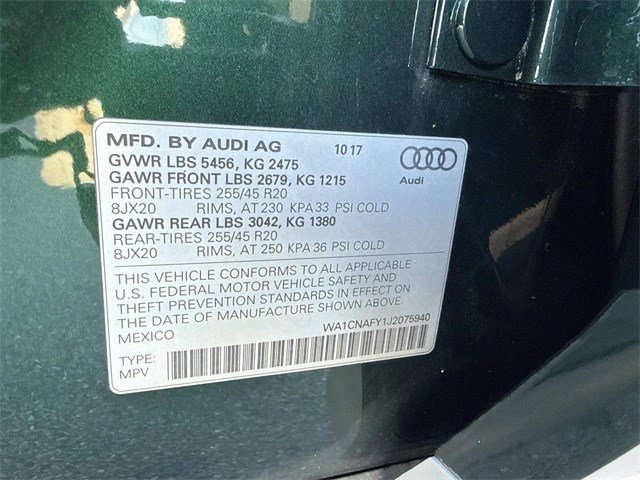 MFD. BY AUDI AG 10 17
GVWR LBS 5456, KG 2475
GAWR FRONT LBS 2679, KG 1215
Audi
FRONT-TIRES 255/45 R20
8JX20 RIMS, AT 230 KPA 33 PSI COLD
GAWR REAR LBS 3042, KG 1380
REAR-TIRES 255/45 R20
8JX20 RIMS, AT 250 KPA 36 PSI COLD
THIS VEHICLE CONFORMS TO ALL APPLICABLE
U.S. FEDERAL MOTOR VEHICLE SAFETY AND
THEFT PREVENTION STANDARDS IN EFFECT ON
THE DATE OF MANUFACTURE SHOWN ABOVE.
MEXICO WA1CNAFY1J2075940
TYPE:
MPV